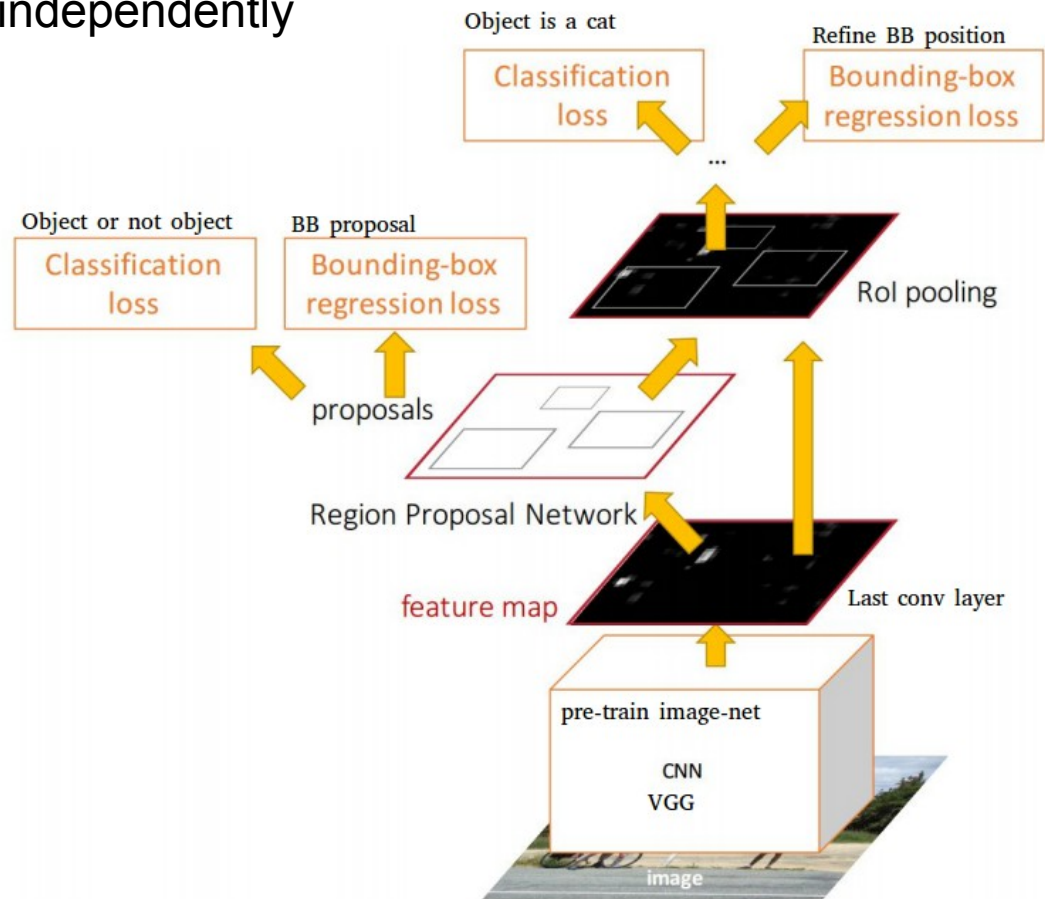 independently
Object is a cat
Refine BB position
Classification
loss
Bounding-box
regression loss
...
Object or not object
BB proposal
Classification
loss
Bounding-box
regression loss
RoI pooling
proposals
Region Proposal Network
feature map
Last conv layer
pre-train image-net
CNN
VGG
image